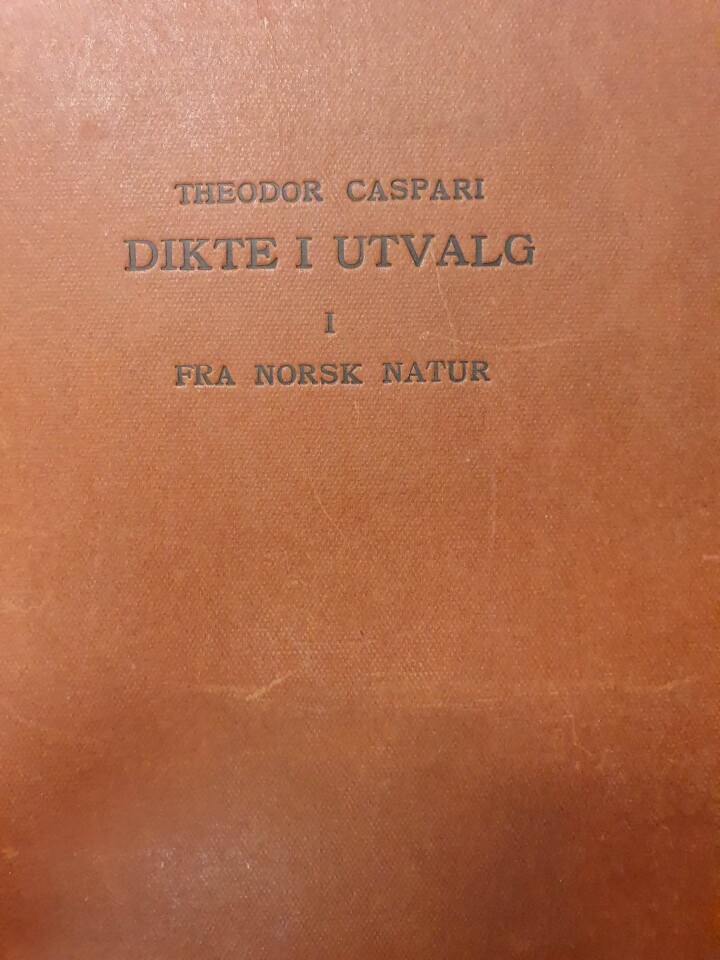 THEODOR CASPARI
DIKTE I UTVALG
I
FRA NORSK NATUR